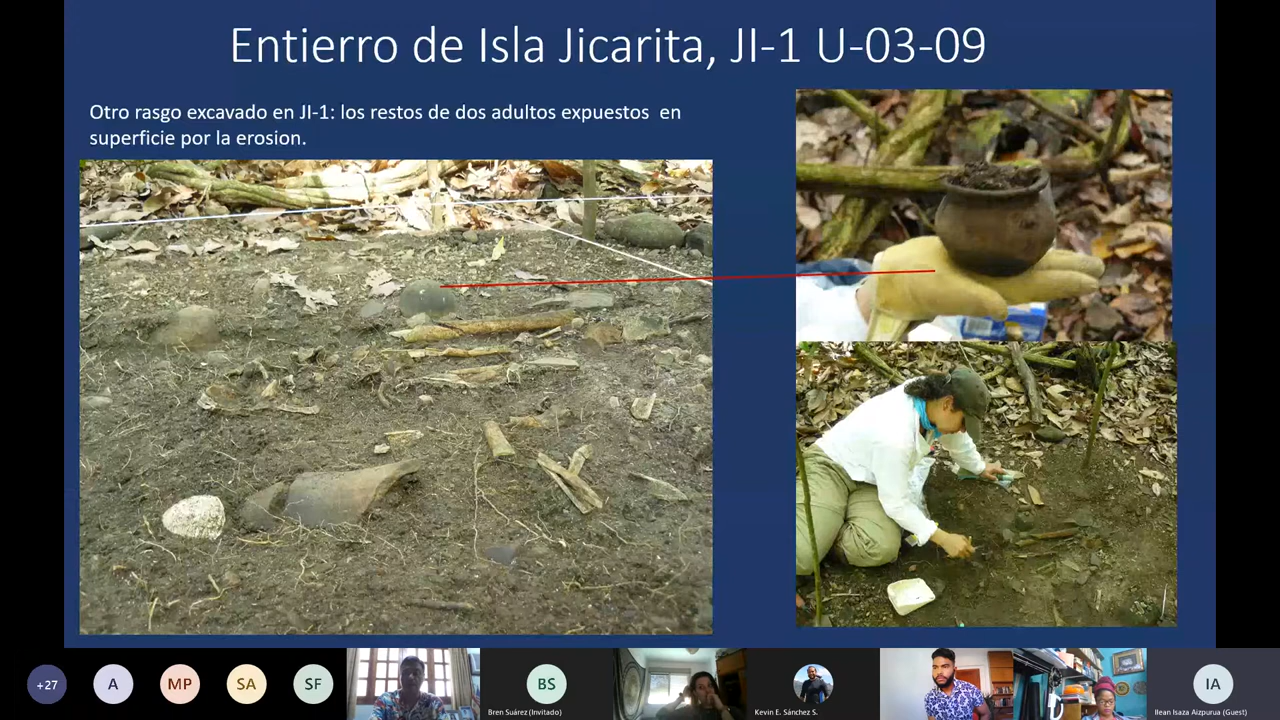 Entierro de Isla Jicarita, JI-1 U-03-09
Otro rasgo excavado en JI-1: los restos de dos adultos expuestos en
superficie por la erosion.
+27
A
MP
SA
SF
BS
Bren Suárez (Invitado)
Kevin E. Sánchez S.
IA
Ilean Isaza Aizpurua (Guest)